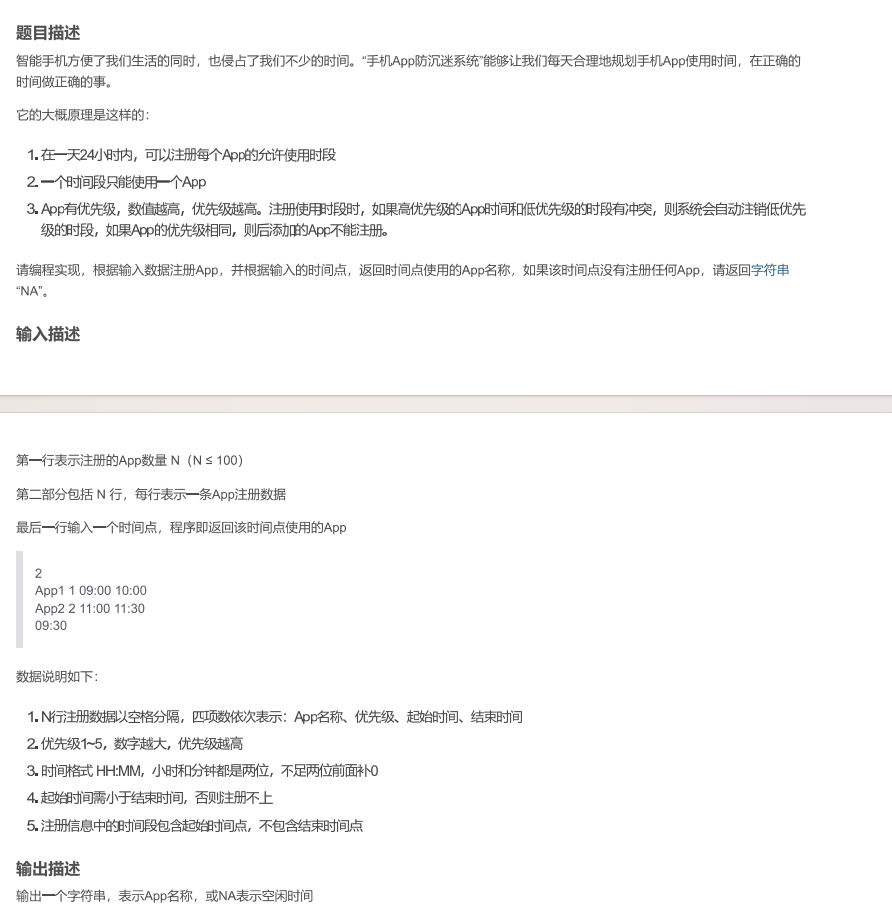 题目描述
智能手机方便了我们生活的同时，也侵占了我们不少的时间。“手机App防沉迷系统”能够让我们每天合理地规划手机App使用时间，在正确的
时间做正确的事。
它的大概原理是这样的：
1. 在一天24小时内，可以注册每个App的允许使用时段
2. 一个时间段只能使用一个App
3. App有优先级，数值越高，优先级越高。注册使用时段时，如果高优先级的App时间和低优先级的时段有冲突，则系统会自动注销低优先
级的时段，如果App的优先级相同，则后添加的App不能注册。
请编程实现，根据输入数据注册App，并根据输入的时间点，返回时间点使用的App名称，如果该时间点没有注册任何App，请返回字符串
“NA”。
输入描述
第一行表示注册的App数量 N（N ≤ 100）
第二部分包括 N 行，每行表示一条App注册数据
最后一行输入一个时间点，程序即返回该时间点使用的App
2
App1 1 09:00 10:00
App2 2 11:00 11:30
09:30
数据说明如下：
1. N行注册数据以空格分隔，四项数依次表示：App名称、优先级、起始时间、结束时间
2. 优先级1~5，数字越大，优先级越高
3. 时间格式 HH:MM，小时和分钟都是两位，不足两位前面补0
4. 起始时间需小于结束时间，否则注册不上
5. 注册信息中的时间段包含起始时间点，不包含结束时间点
输出描述
输出一个字符串，表示App名称，或NA表示空闲时间